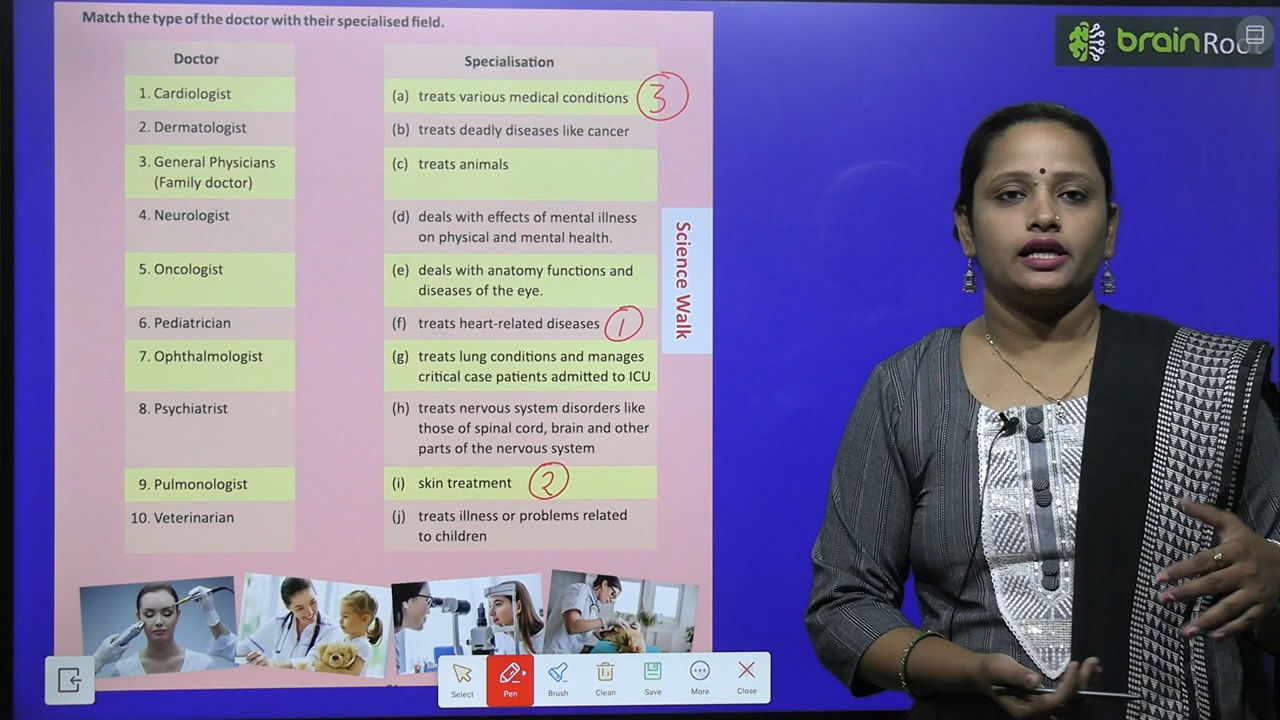 Match the type of the doctor with their specialised field.
Doctor
1. Cardiologist
2. Dermatologist
3. General Physicians
(Family doctor)
4. Neurologist
5. Oncologist
6. Pediatrician
7. Ophthalmologist
8. Psychiatrist
9. Pulmonologist
10. Veterinarian
Specialisation
(a) treats various medical conditions 3
(b) treats deadly diseases like cancer
(c) treats animals
(d) deals with effects of mental illness
on physical and mental health.
(e) deals with anatomy functions and
diseases of the eye.
(f) treats heart-related diseases 1
(g) treats lung conditions and manages
critical case patients admitted to ICU
(h) treats nervous system disorders like
those of spinal cord, brain and other
parts of the nervous system
(i) skin treatment 2
(j) treats illness or problems related
to children
Science Walk
brain
Select Pen Brush Clean Save More Close